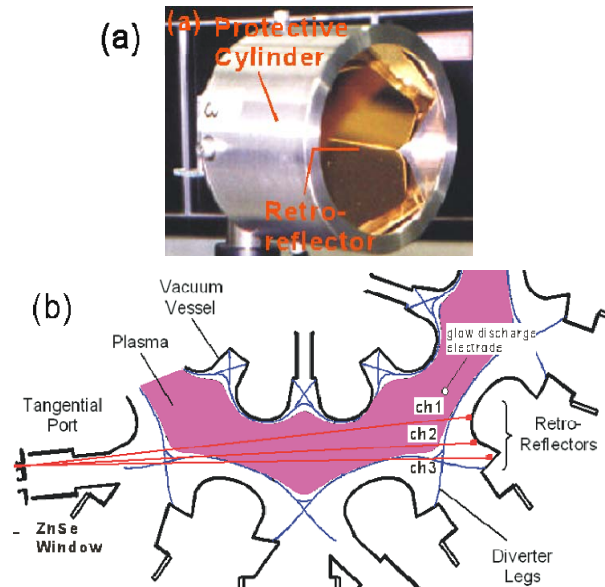 (a)
(a)
Protective
Cylinder
Retro-
reflector
(b)
Vacuum
Vessel
Plasma
glow discharge
electrode
Tangential
Port
ch1
ch2
ch3
Retro-
Reflectors
ZnSe
Window
Diverter
Legs